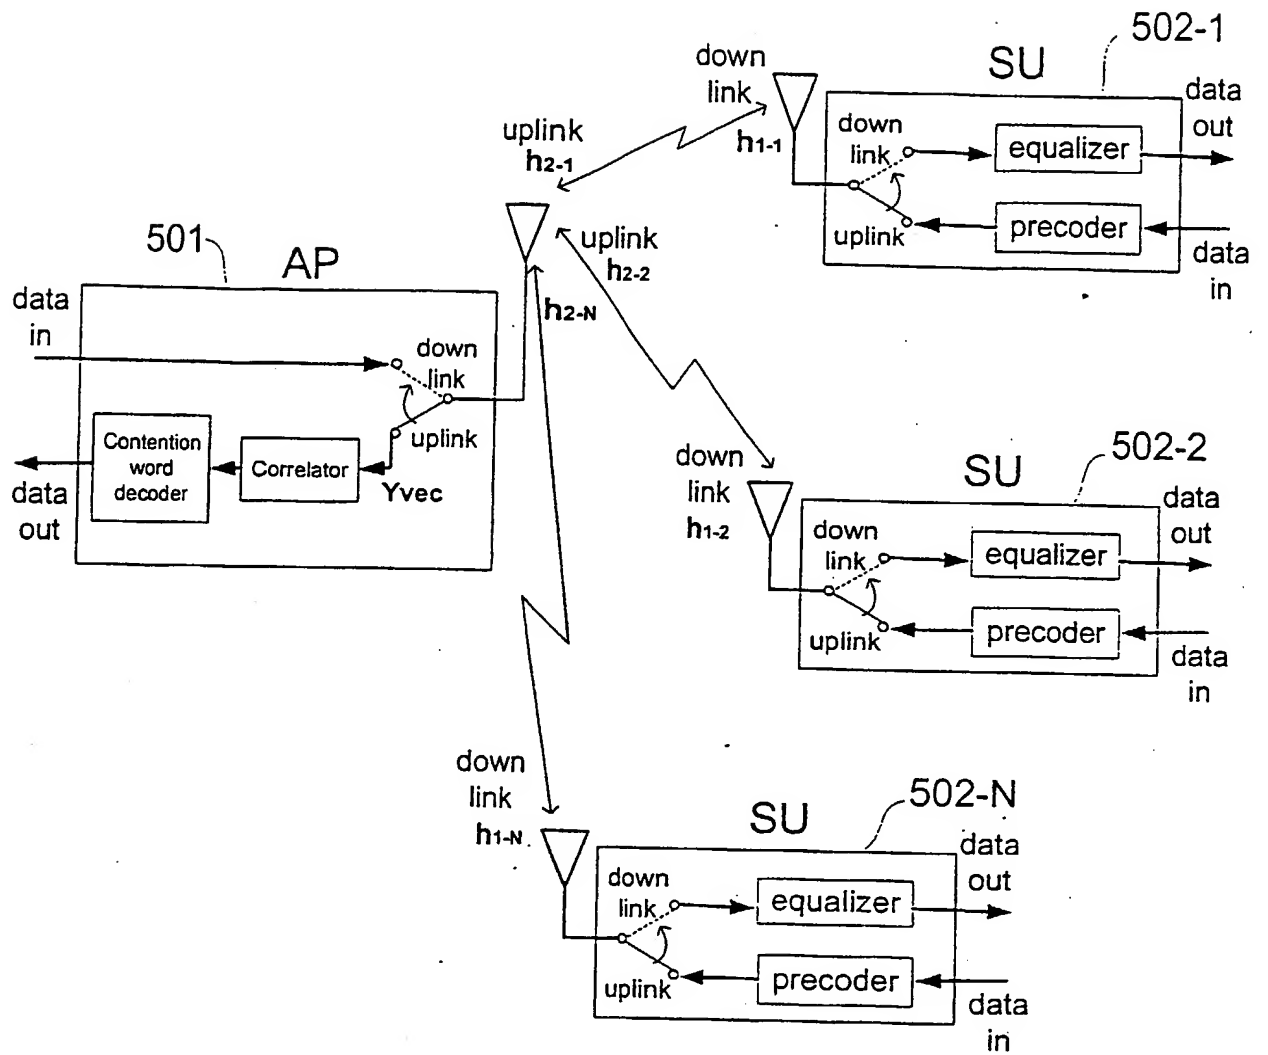 502-1
SU
down
link
h1-1
data
out
down
link
equalizer
precoder
uplink
data
in
uplink
h2-1
uplink
h2-2
h2-N
501
AP
data
in
down
link
uplink
Contention
word
decoder
Correlator
Yvec
data
out
502-2
SU
down
link
h1-2
data
out
down
link
equalizer
precoder
uplink
data
in
502-N
SU
down
link
h1-N
data
out
down
link
equalizer
precoder
uplink
data
in